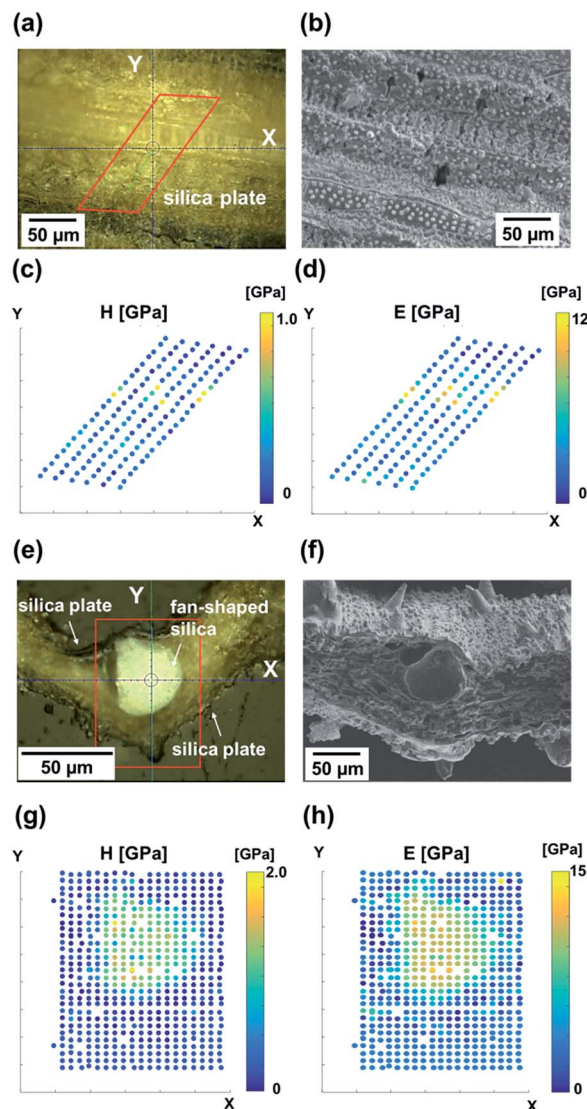 (a)
(b)
Y
X
silica plate
50 μm
50 μm
(c)
(d)
[GPa]
[GPa]
Y
H [GPa]
1.0
Y
E [GPa]
12
0
0
X
X
(e)
(f)
Y
silica plate
fan-shaped
silica
X
silica plate
50 μm
50 μm
(g)
(h)
Y
H [GPa]
[GPa]
Y
E [GPa]
[GPa]
2.0
15
0
0
X
X